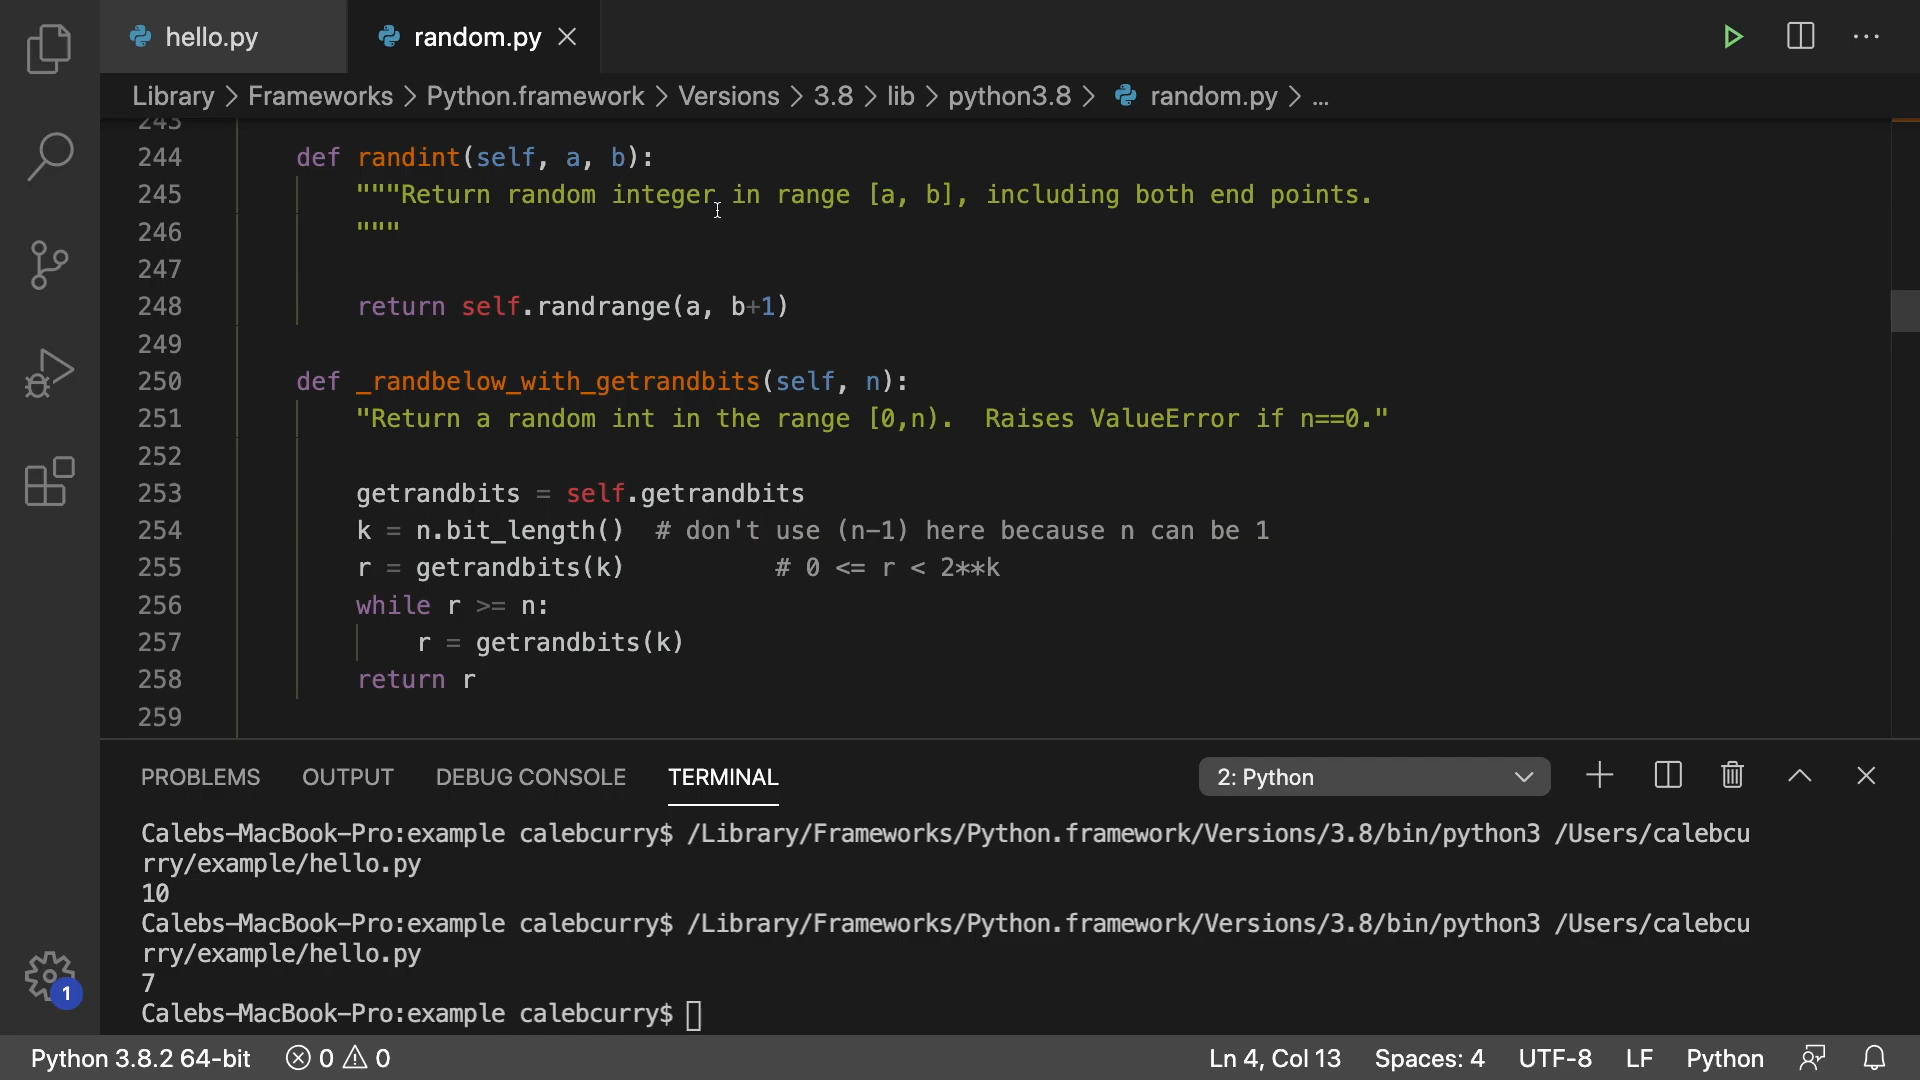 hello.py
random.py
Library > Frameworks > Python.framework > Versions > 3.8 > lib > python3.8 > random.py > ...
243
244 def randint(self, a, b):
245 """Return random integer in range [a, b], including both end points.
246 """
247
248 return self.randrange(a, b+1)
249
250 def _randbelow_with_getrandbits(self, n):
251 "Return a random int in the range [0,n).  Raises ValueError if n==0."
252
253 getrandbits = self.getrandbits
254 k = n.bit_length()  # don't use (n-1) here because n can be 1
255 r = getrandbits(k)          # 0 <= r < 2**k
256 while r >= n:
257 r = getrandbits(k)
258 return r
259
PROBLEMS OUTPUT DEBUG CONSOLE TERMINAL 2: Python
Calebs-MacBook-Pro:example calebcurry$ /Library/Frameworks/Python.framework/Versions/3.8/bin/python3 /Users/calebcu
rry/example/hello.py
10
Calebs-MacBook-Pro:example calebcurry$ /Library/Frameworks/Python.framework/Versions/3.8/bin/python3 /Users/calebcu
rry/example/hello.py
7
Calebs-MacBook-Pro:example calebcurry$
1
Python 3.8.2 64-bit 0 0 Ln 4, Col 13 Spaces: 4 UTF-8 LF Python